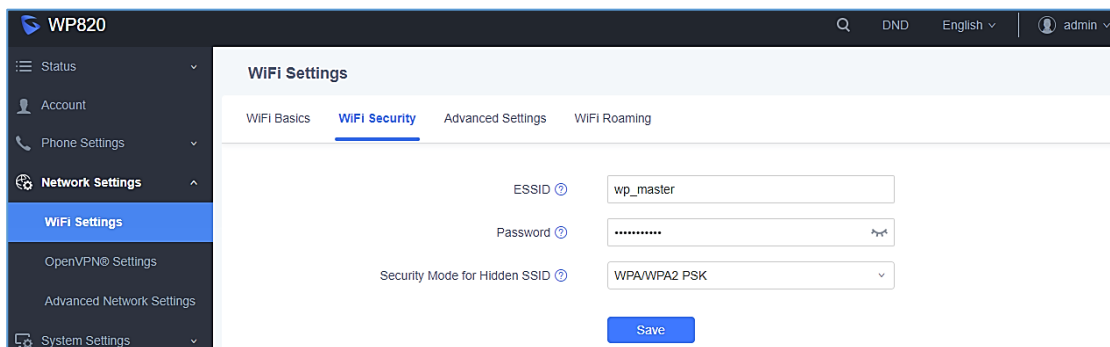 WP820
DND English admin
Status
Account
Phone Settings
Network Settings
WiFi Settings
OpenVPN® Settings
Advanced Network Settings
System Settings
WiFi Settings
WiFi Basics WiFi Security Advanced Settings WiFi Roaming
ESSID ? wp_master
Password ? •••••••••••
Security Mode for Hidden SSID ? WPA/WPA2 PSK
Save